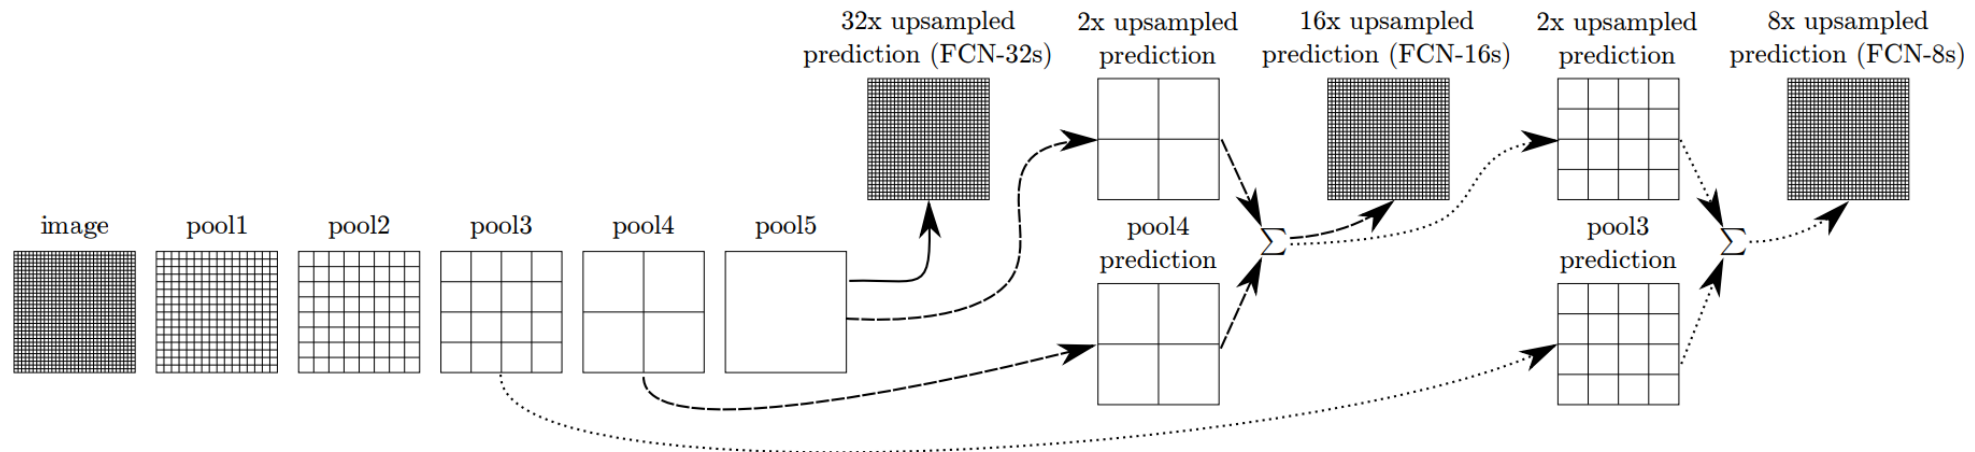 32x upsampled
prediction (FCN-32s)
2x upsampled
prediction
16x upsampled
prediction (FCN-16s)
2x upsampled
prediction
8x upsampled
prediction (FCN-8s)
image
pool1
pool2
pool3
pool4
pool5
pool4
prediction
∑
pool3
prediction
∑